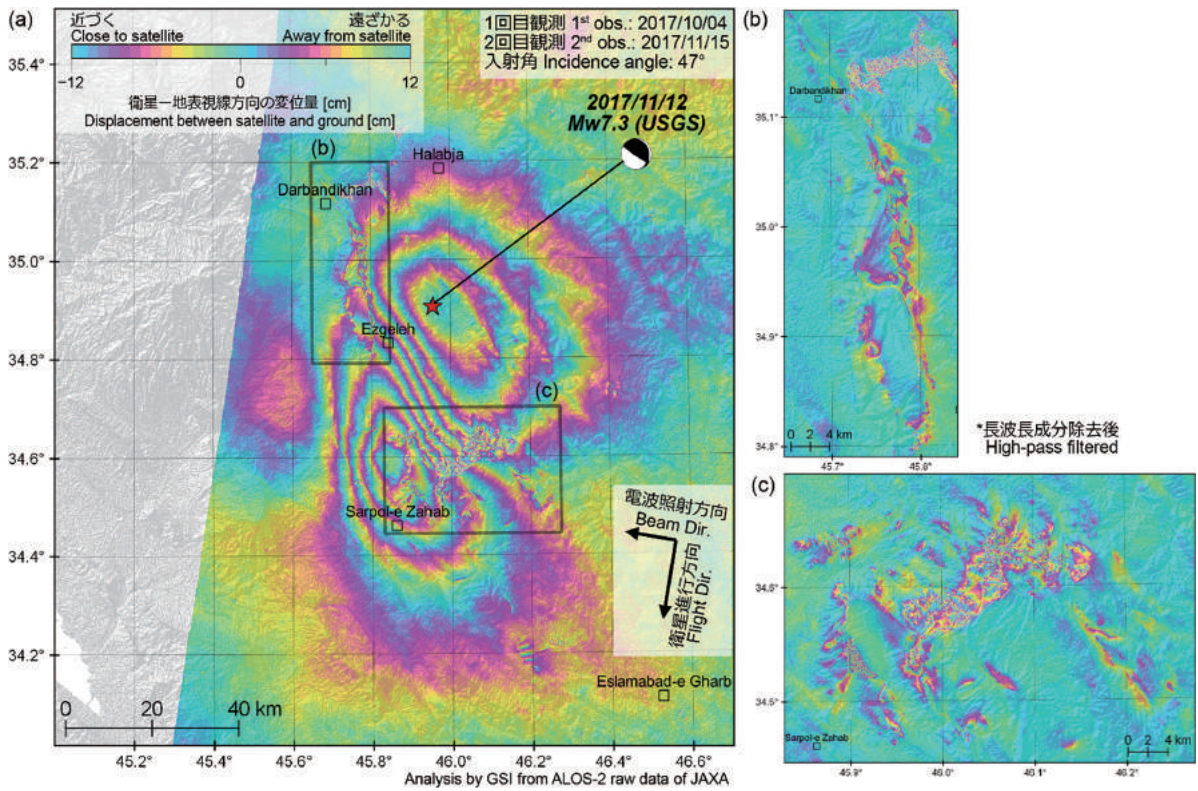 (a)
近づく
Close to satellite
遠ざかる
Away from satellite
−12
0
12
衛星ー地表視線方向の変位量 [cm]
Displacement between satellite and ground [cm]
1回目観測 1st obs.: 2017/10/04
2回目観測 2nd obs.: 2017/11/15
入射角 Incidence angle: 47°
2017/11/12
Mw7.3 (USGS)
35.4°
35.2°
35.0°
34.8°
34.6°
34.4°
34.2°
(b)
Halabja
Darbandikhan
Ezgeleh
(c)
Sarpol-e Zahab
電波照射方向
Beam Dir.
衛星進行方向
Flight Dir.
Eslamabad-e Gharb
0
20
40 km
45.2°
45.4°
45.6°
45.8°
46.0°
46.2°
46.4°
46.6°
Analysis by GSI from ALOS-2 raw data of JAXA
(b)
Darbandikhan
35.1°
35.0°
34.9°
34.8°
0 2 4 km
45.7°
45.8°
*長波長成分除去後
High-pass filtered
(c)
34.6°
34.5°
Sarpol-e Zahab
0 2 4 km
45.9°
46.0°
46.1°
46.2°